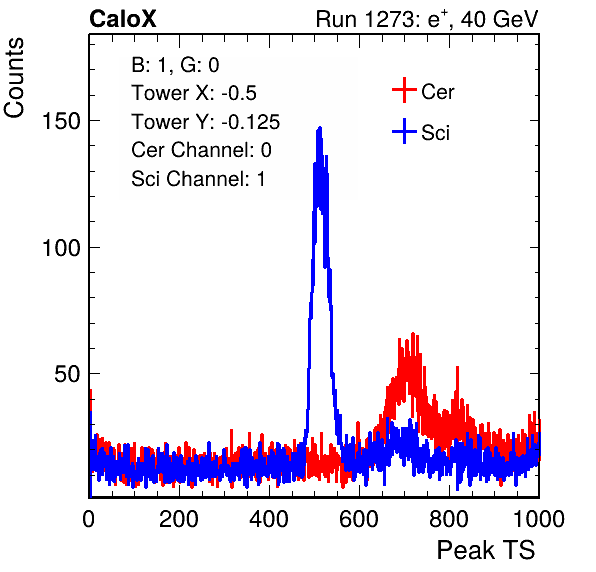 CaloX Run 1273: e⁺, 40 GeV
Counts
B: 1, G: 0
Tower X: -0.5
Tower Y: -0.125
Cer Channel: 0
Sci Channel: 1
Cer
Sci
150
100
50
0 200 400 600 800 1000
Peak TS